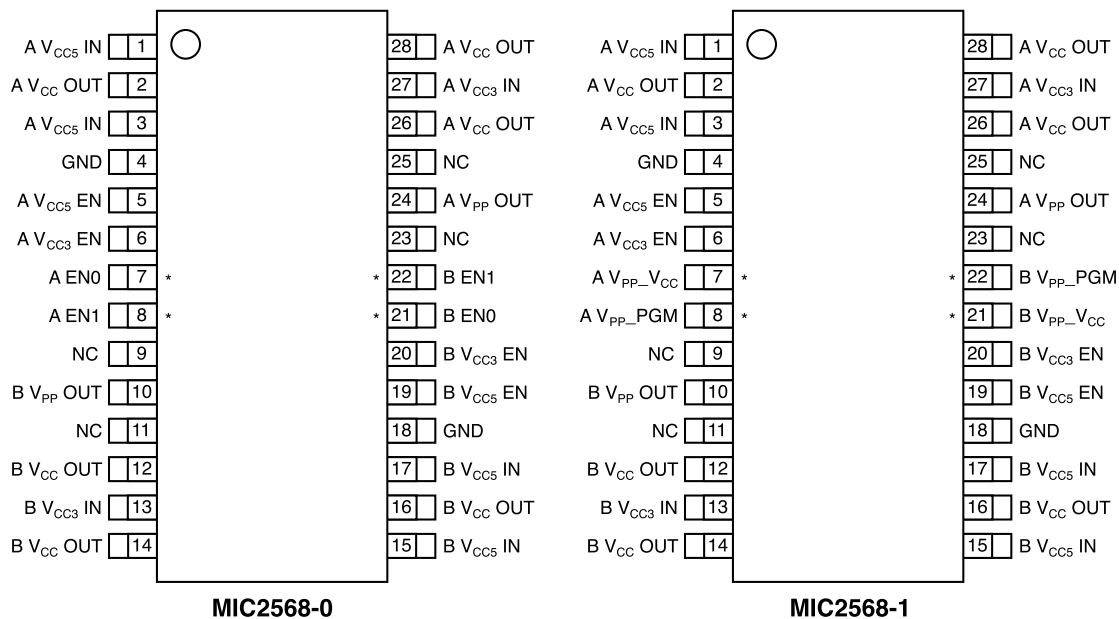 A VCC5 IN 1 28 A VCC OUT A VCC5 IN 1 28 A VCC OUT
A VCC OUT 2 27 A VCC3 IN A VCC OUT 2 27 A VCC3 IN
A VCC5 IN 3 26 A VCC OUT A VCC5 IN 3 26 A VCC OUT
GND 4 25 NC GND 4 25 NC
A VCC5 EN 5 24 A VPP OUT A VCC5 EN 5 24 A VPP OUT
A VCC3 EN 6 23 NC A VCC3 EN 6 23 NC
A EN0 7 * * 22 B EN1 A VPP_VCC 7 * * 22 B VPP_PGM
A EN1 8 * * 21 B EN0 A VPP_PGM 8 * * 21 B VPP_VCC
NC 9 20 B VCC3 EN NC 9 20 B VCC3 EN
B VPP OUT 10 19 B VCC5 EN B VPP OUT 10 19 B VCC5 EN
NC 11 18 GND NC 11 18 GND
B VCC OUT 12 17 B VCC5 IN B VCC OUT 12 17 B VCC5 IN
B VCC3 IN 13 16 B VCC OUT B VCC3 IN 13 16 B VCC OUT
B VCC OUT 14 15 B VCC5 IN B VCC OUT 14 15 B VCC5 IN
MIC2568-0 MIC2568-1